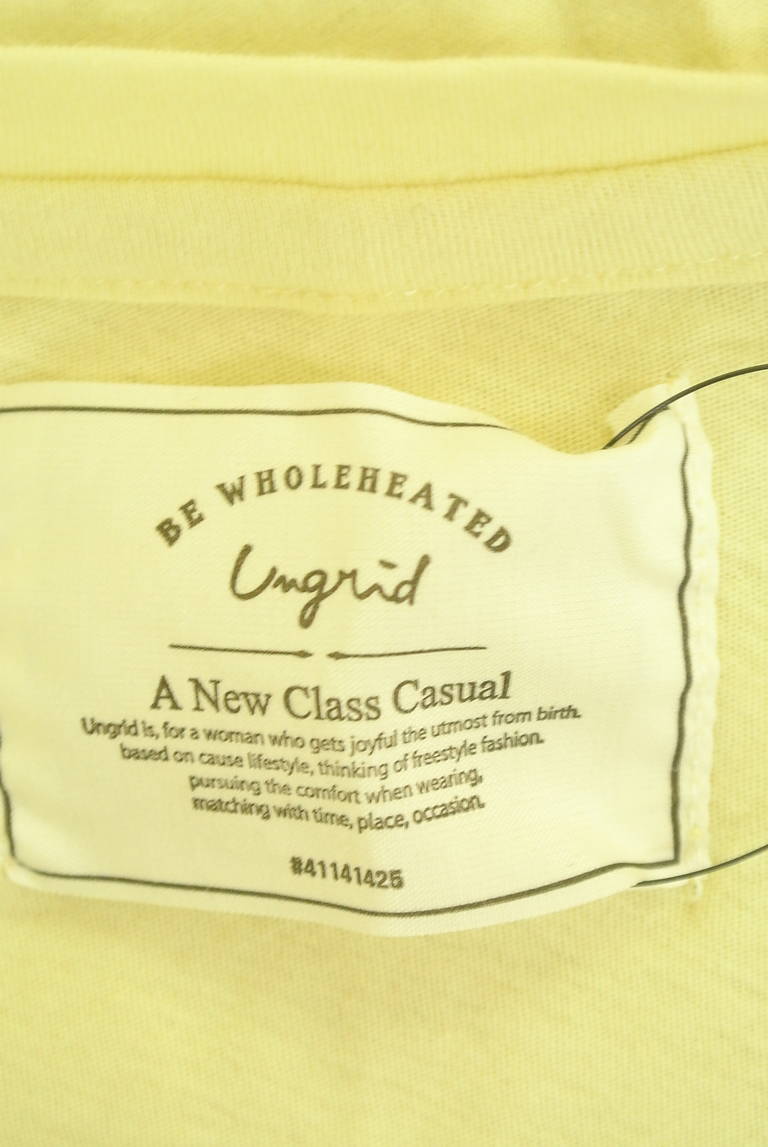 BE WHOLEHEATED
Ungrid
A New Class Casual
Ungrid is, for a woman who gets joyful the utmost from birth.
based on cause lifestyle, thinking of freestyle fashion.
pursuing the comfort when wearing,
matching with time, place, occasion.
#41141425